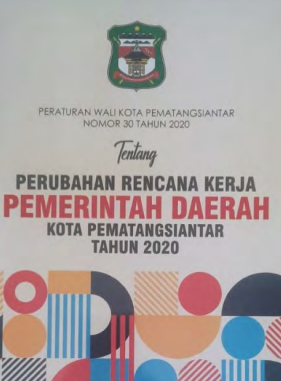 PERATURAN WALI KOTA PEMATANGSIANTAR
NOMOR 30 TAHUN 2020
Tentang
PERUBAHAN RENCANA KERJA
PEMERINTAH DAERAH
KOTA PEMATANGSIANTAR
TAHUN 2020